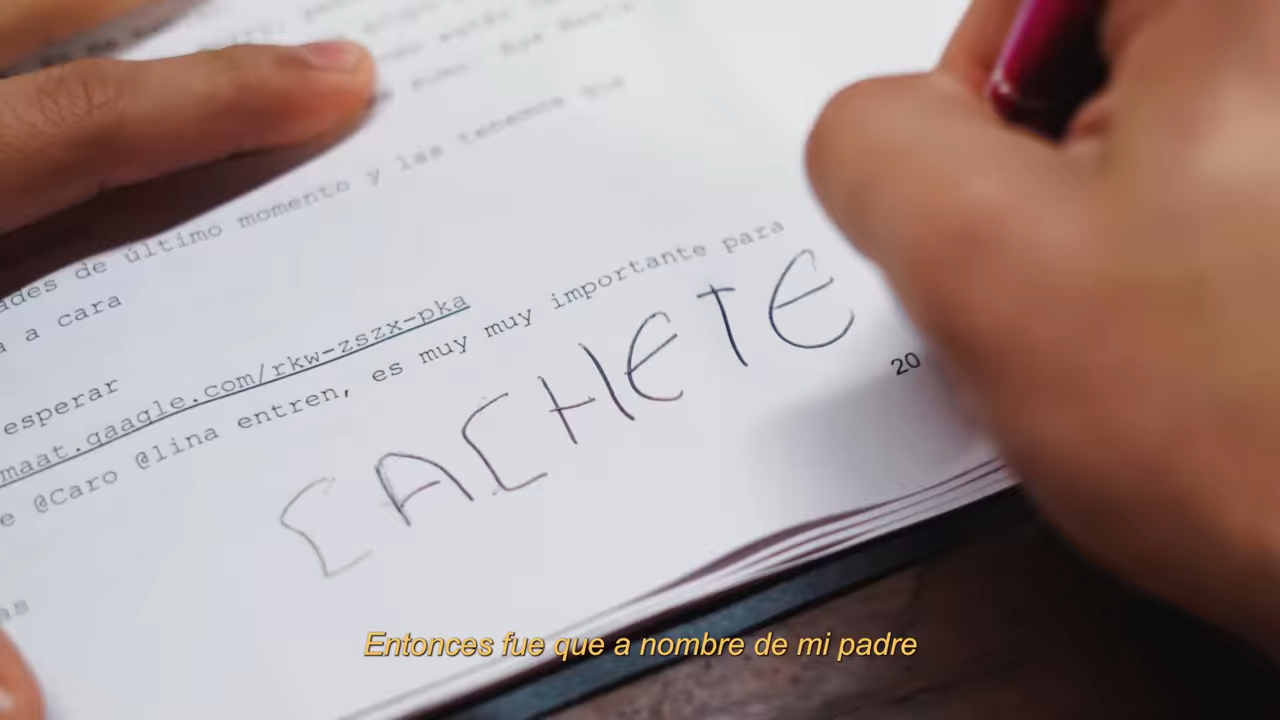 de último momento y las tenemos que
a cara
esperar
maat.gaagle.com/rkw-zszx-pka
e @Caro @lina entren, es muy muy importante para
CACHETE
20
Entonces fue que a nombre de mi padre